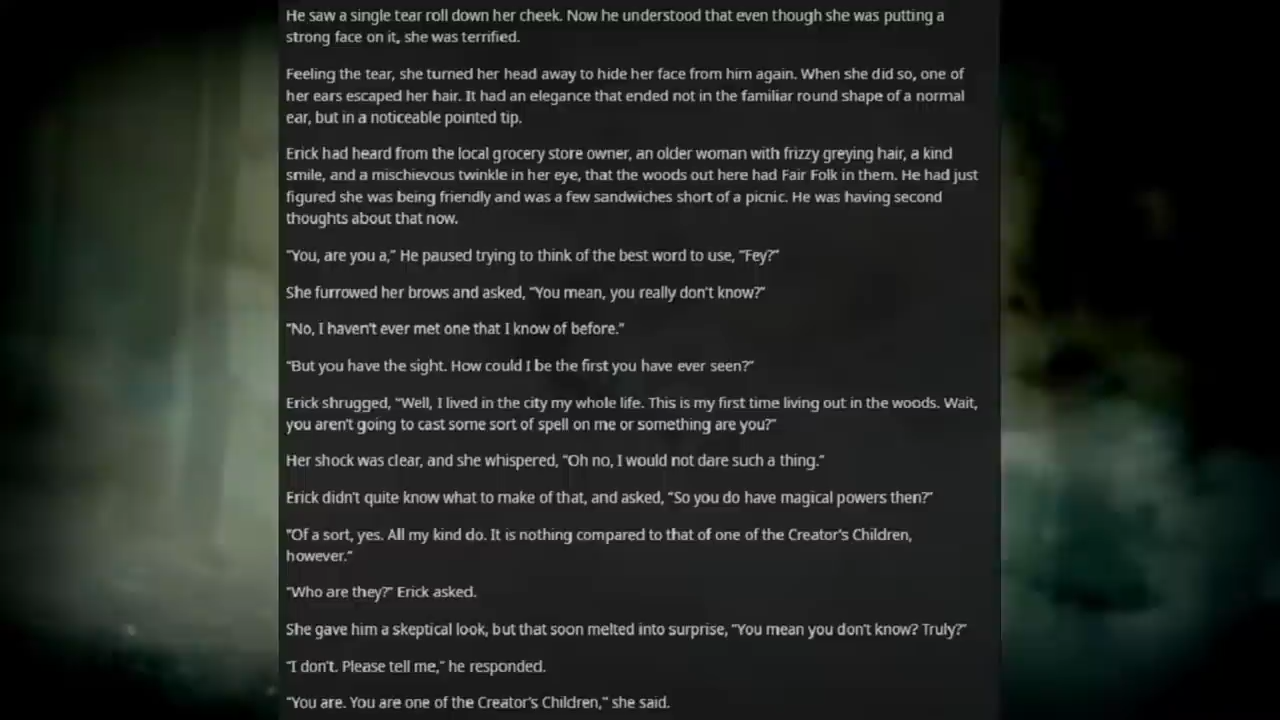 He saw a single tear roll down her cheek. Now he understood that even though she was putting a
strong face on it, she was terrified.
Feeling the tear, she turned her head away to hide her face from him again. When she did so, one of
her ears escaped her hair. It had an elegance that ended not in the familiar round shape of a normal
ear, but in a noticeable pointed tip.
Erick had heard from the local grocery store owner, an older woman with frizzy greying hair, a kind
smile, and a mischievous twinkle in her eye, that the woods out here had Fair Folk in them. He had just
figured she was being friendly and was a few sandwiches short of a picnic. He was having second
thoughts about that now.
“You, are you a,” He paused trying to think of the best word to use, “Fey?”
She furrowed her brows and asked, “You mean, you really don’t know?”
“No, I haven’t ever met one that I know of before.”
“But you have the sight. How could I be the first you have ever seen?”
Erick shrugged, “Well, I lived in the city my whole life. This is my first time living out in the woods. Wait,
you aren’t going to cast some sort of spell on me or something are you?”
Her shock was clear, and she whispered, “Oh no, I would not dare such a thing.”
Erick didn’t quite know what to make of that, and asked, “So you do have magical powers then?”
“Of a sort, yes. All my kind do. It is nothing compared to that of one of the Creator’s Children,
however.”
“Who are they?” Erick asked.
She gave him a skeptical look, but that soon melted into surprise, “You mean you don’t know? Truly?”
“I don’t. Please tell me,” he responded.
“You are. You are one of the Creator’s Children,” she said.